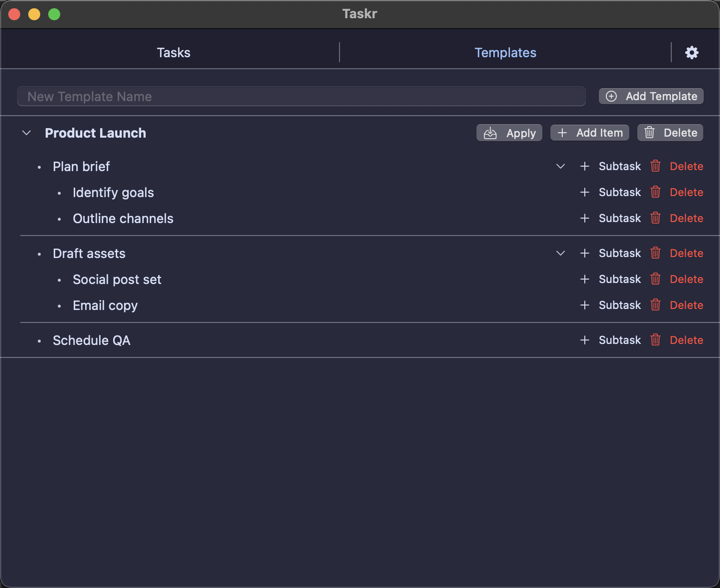 Taskr
Tasks Templates
New Template Name Add Template
Product Launch Apply Add Item Delete
Plan brief Subtask Delete
Identify goals Subtask Delete
Outline channels Subtask Delete
Draft assets Subtask Delete
Social post set Subtask Delete
Email copy Subtask Delete
Schedule QA Subtask Delete